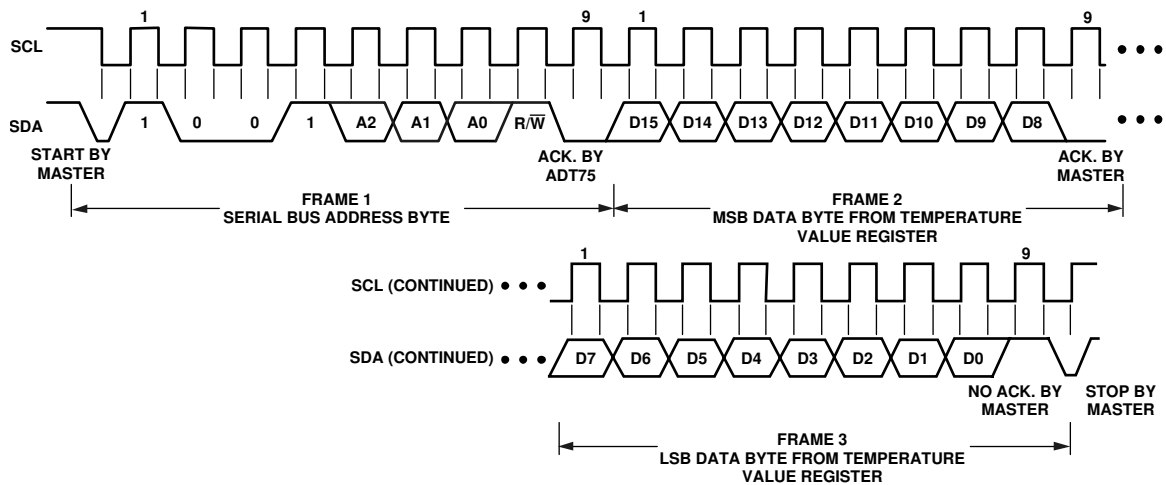 1 9 1 9
SCL
SDA
1 0 0 1 A2 A1 A0 R/W̅ D15 D14 D13 D12 D11 D10 D9 D8
START BY
MASTER
ACK. BY
ADT75
ACK. BY
MASTER
FRAME 1
SERIAL BUS ADDRESS BYTE
FRAME 2
MSB DATA BYTE FROM TEMPERATURE
VALUE REGISTER
1 9
SCL (CONTINUED)
SDA (CONTINUED)
D7 D6 D5 D4 D3 D2 D1 D0
NO ACK. BY
MASTER
STOP BY
MASTER
FRAME 3
LSB DATA BYTE FROM TEMPERATURE
VALUE REGISTER